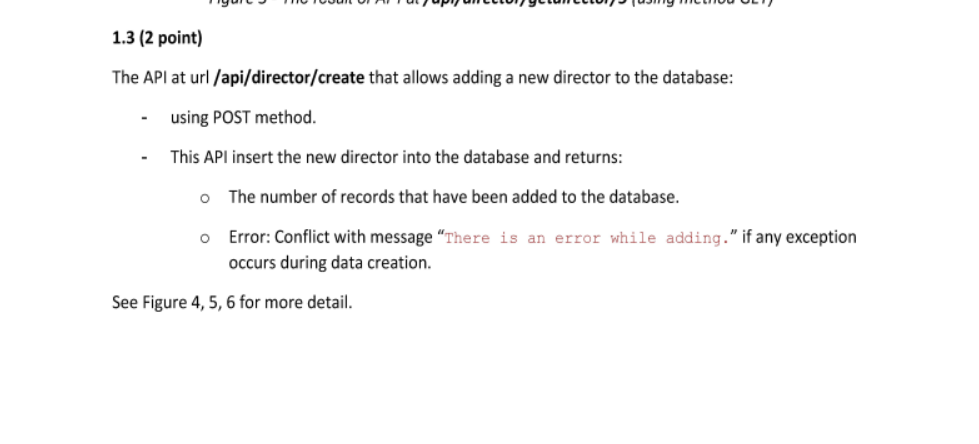 1.3 (2 point)
The API at url /api/director/create that allows adding a new director to the database:
- using POST method.
- This API insert the new director into the database and returns:
o The number of records that have been added to the database.
o Error: Conflict with message “There is an error while adding.” if any exception
occurs during data creation.
See Figure 4, 5, 6 for more detail.